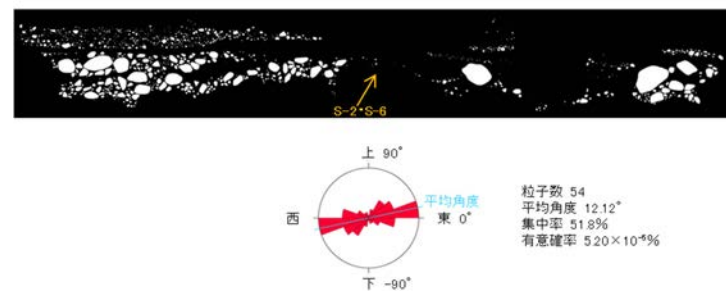 S-2・S-6
上 90°
平均角度
西
東 0°
下 -90°
粒子数 54
平均角度 12.12°
集中率 51.8%
有意確率 5.20×10⁻⁵%